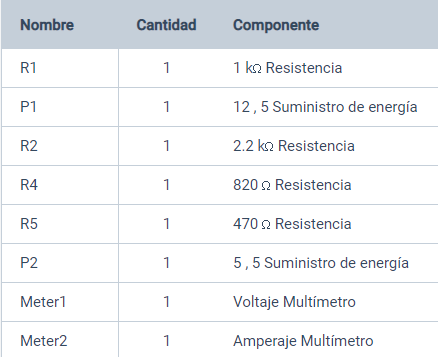 Nombre Cantidad Componente
R1 1 1 kΩ Resistencia
P1 1 12 , 5 Suministro de energía
R2 1 2.2 kΩ Resistencia
R4 1 820 Ω Resistencia
R5 1 470 Ω Resistencia
P2 1 5 , 5 Suministro de energía
Meter1 1 Voltaje Multímetro
Meter2 1 Amperaje Multímetro